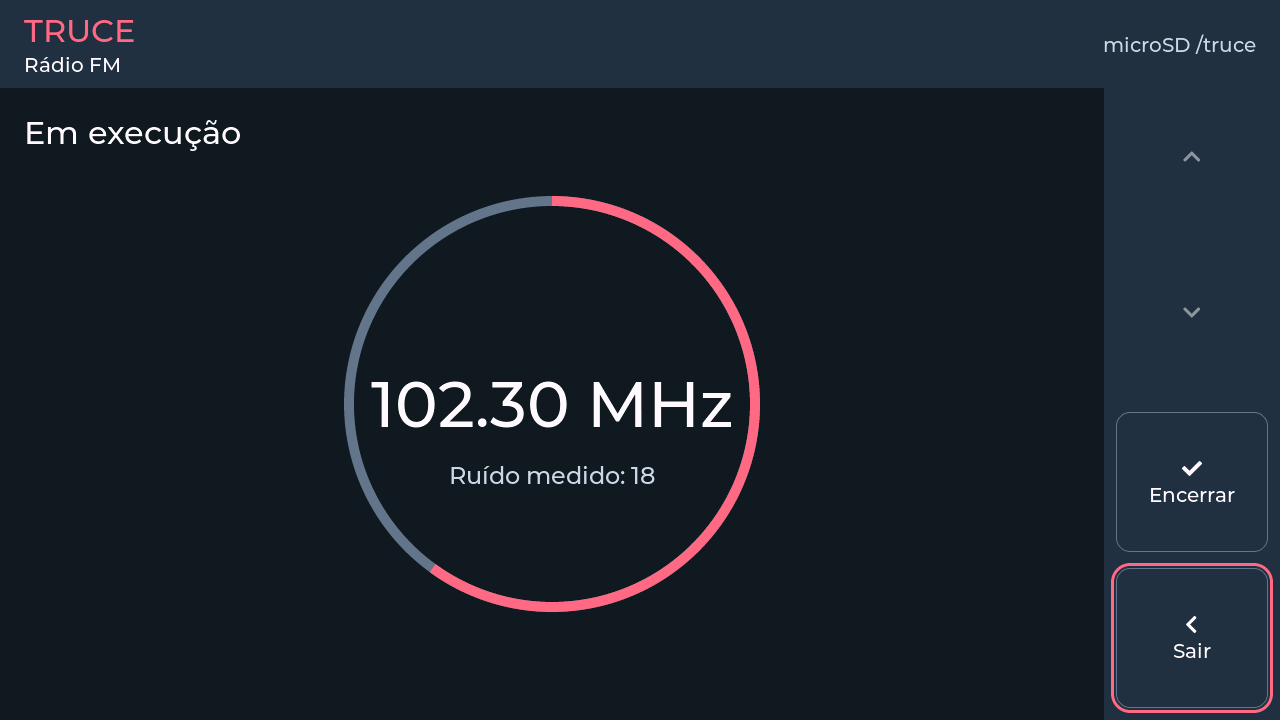 TRUCE
Rádio FM
microSD /truce
Em execução
102.30 MHz
Ruído medido: 18
Encerrar
Sair